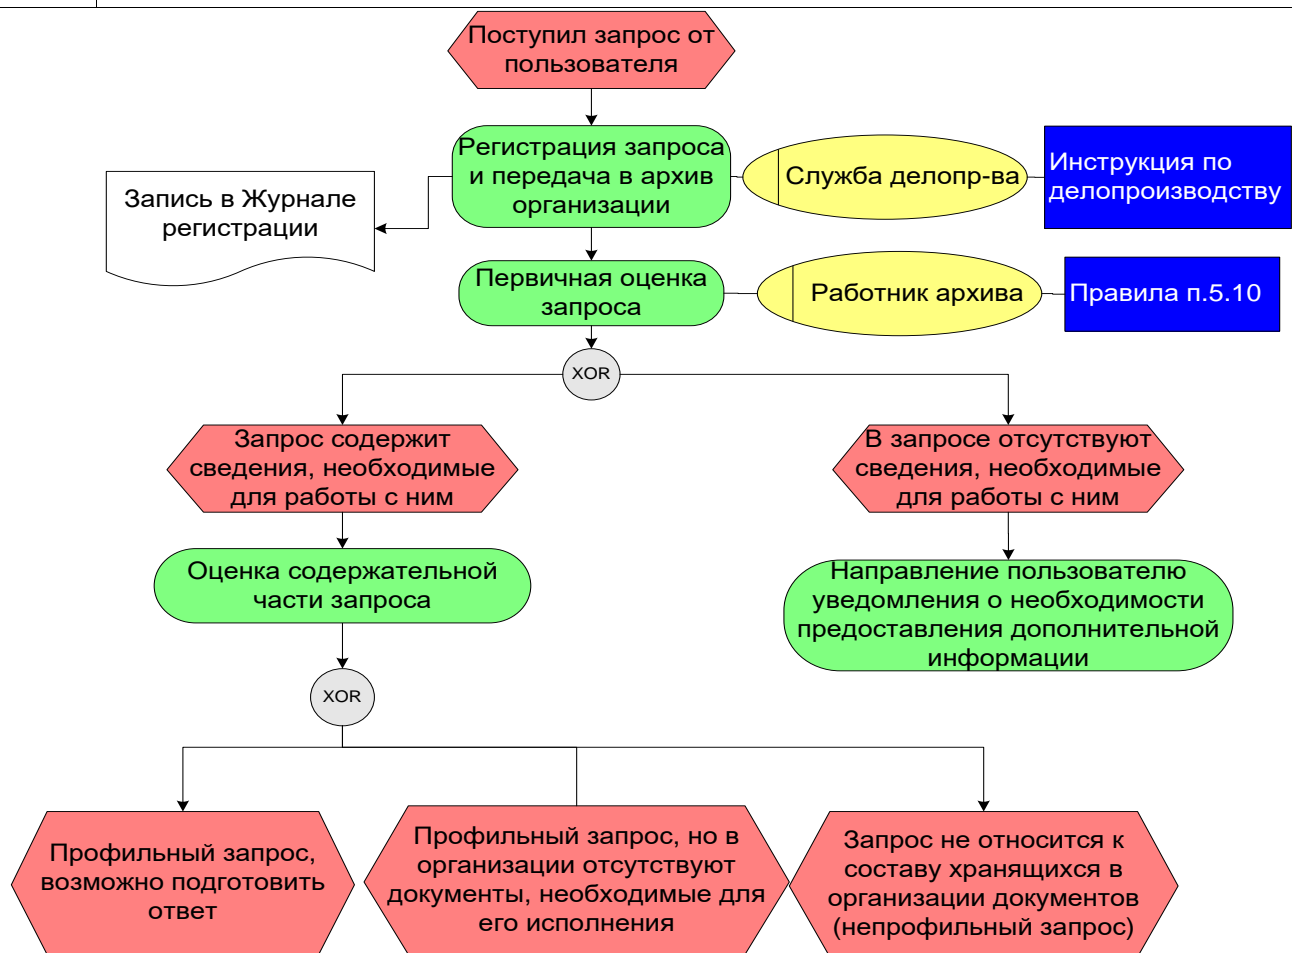 Поступил запрос от
пользователя
Регистрация запроса
и передача в архив
организации
Служба делопр-ва
Инструкция по
делопроизводству
Запись в Журнале
регистрации
Первичная оценка
запроса
Работник архива
Правила п.5.10
XOR
Запрос содержит
сведения, необходимые
для работы с ним
В запросе отсутствуют
сведения, необходимые
для работы с ним
Оценка содержательной
части запроса
Направление пользователю
уведомления о необходимости
предоставления дополнительной
информации
XOR
Профильный запрос,
возможно подготовить
ответ
Профильный запрос, но в
организации отсутствуют
документы, необходимые для
его исполнения
Запрос не относится к
составу хранящихся в
организации документов
(непрофильный запрос)